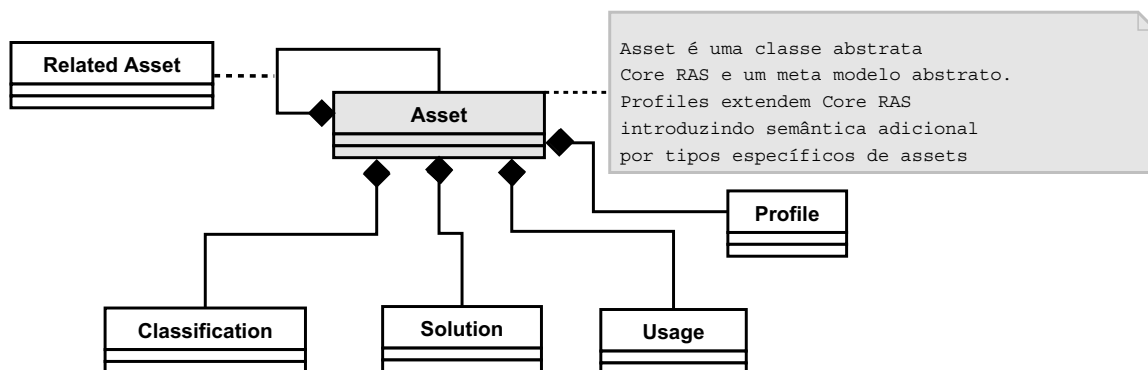 Related Asset
Asset
Asset é uma classe abstrata
Core RAS e um meta modelo abstrato.
Profiles extendem Core RAS
introduzindo semântica adicional
por tipos específicos de assets
Profile
Classification
Solution
Usage